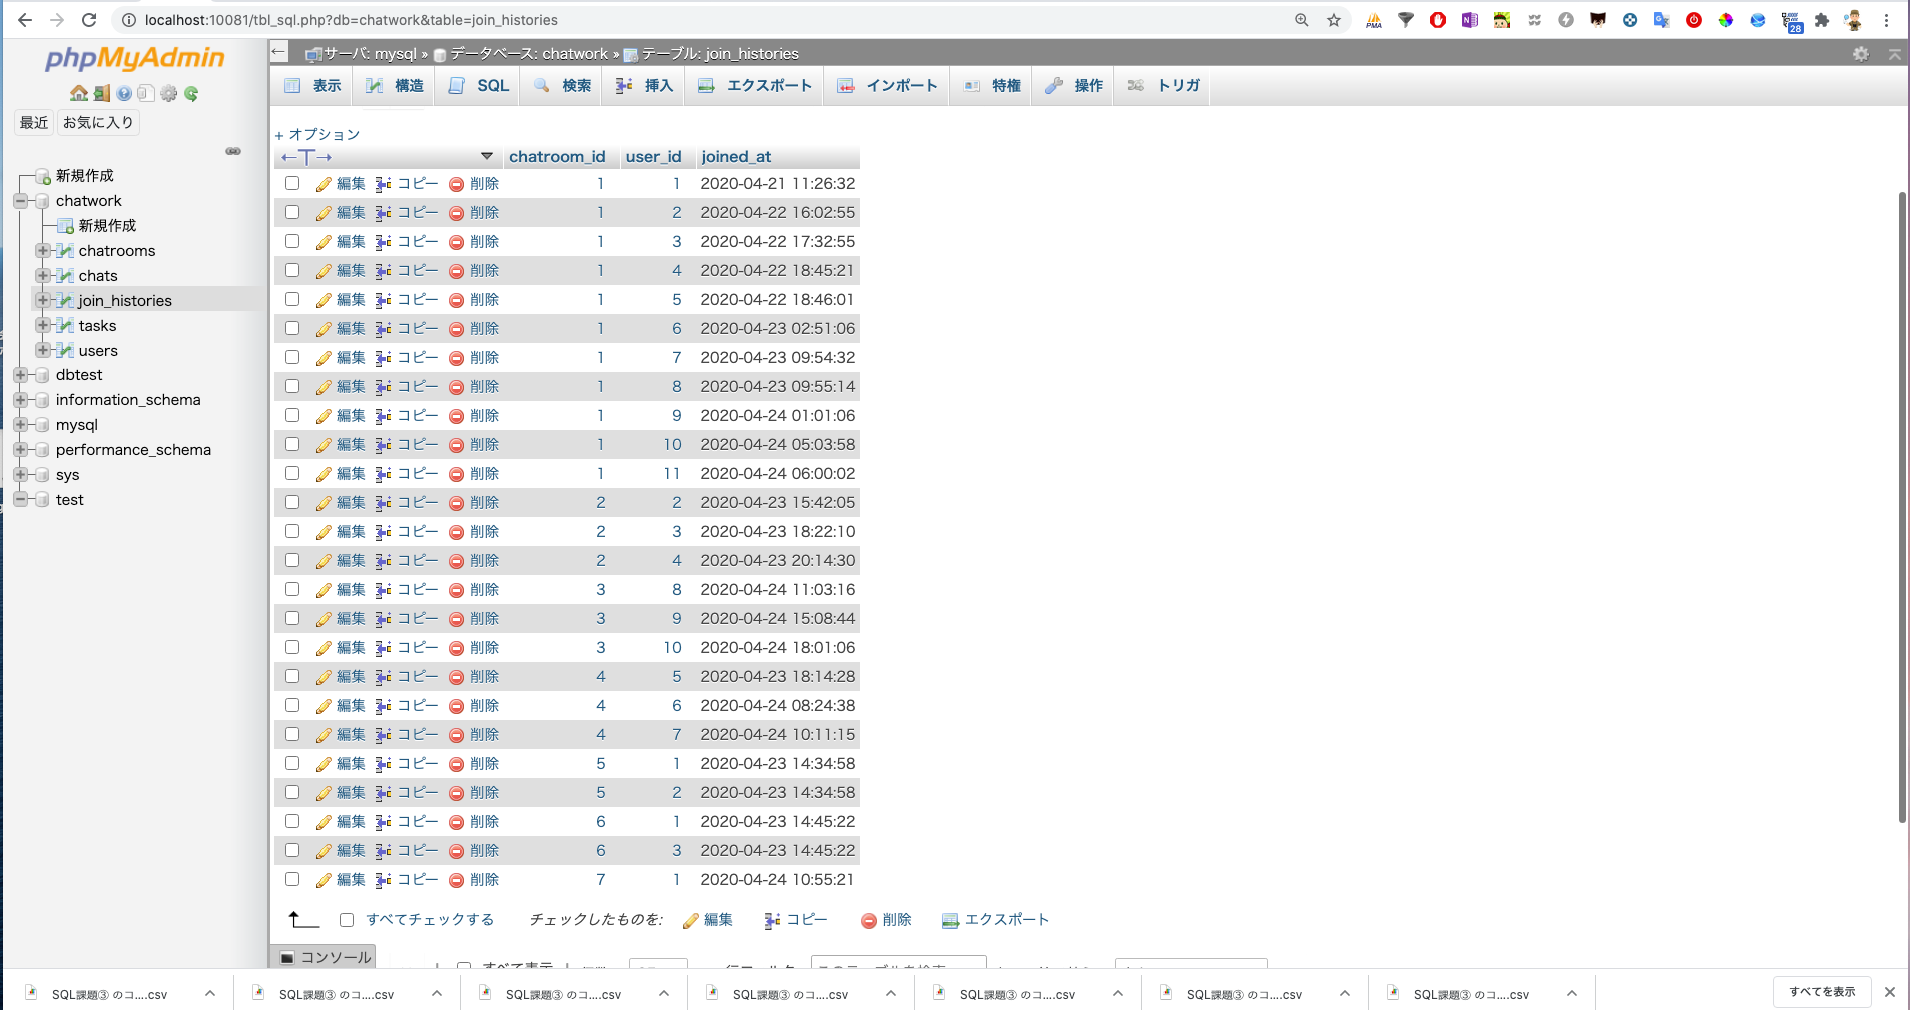 localhost:10081/tbl_sql.php?db=chatwork&table=join_histories
28
phpMyAdmin
最近 お気に入り
新規作成
chatwork
新規作成
chatrooms
chats
join_histories
tasks
users
dbtest
information_schema
mysql
performance_schema
sys
test
サーバ: mysql » データベース: chatwork » テーブル: join_histories
表示 構造 SQL 検索 挿入 エクスポート インポート 特権 操作 トリガ
+ オプション
←T→ ▼ chatroom_id user_id joined_at
編集 コピー 削除 1 1 2020-04-21 11:26:32
編集 コピー 削除 1 2 2020-04-22 16:02:55
編集 コピー 削除 1 3 2020-04-22 17:32:55
編集 コピー 削除 1 4 2020-04-22 18:45:21
編集 コピー 削除 1 5 2020-04-22 18:46:01
編集 コピー 削除 1 6 2020-04-23 02:51:06
編集 コピー 削除 1 7 2020-04-23 09:54:32
編集 コピー 削除 1 8 2020-04-23 09:55:14
編集 コピー 削除 1 9 2020-04-24 01:01:06
編集 コピー 削除 1 10 2020-04-24 05:03:58
編集 コピー 削除 1 11 2020-04-24 06:00:02
編集 コピー 削除 2 2 2020-04-23 15:42:05
編集 コピー 削除 2 3 2020-04-23 18:22:10
編集 コピー 削除 2 4 2020-04-23 20:14:30
編集 コピー 削除 3 8 2020-04-24 11:03:16
編集 コピー 削除 3 9 2020-04-24 15:08:44
編集 コピー 削除 3 10 2020-04-24 18:01:06
編集 コピー 削除 4 5 2020-04-23 18:14:28
編集 コピー 削除 4 6 2020-04-24 08:24:38
編集 コピー 削除 4 7 2020-04-24 10:11:15
編集 コピー 削除 5 1 2020-04-23 14:34:58
編集 コピー 削除 5 2 2020-04-23 14:34:58
編集 コピー 削除 6 1 2020-04-23 14:45:22
編集 コピー 削除 6 3 2020-04-23 14:45:22
編集 コピー 削除 7 1 2020-04-24 10:55:21
すべてチェックする チェックしたものを: 編集 コピー 削除 エクスポート
コンソール すべて表示
SQL課題③ のコ....csv SQL課題③ のコ....csv SQL課題③ のコ....csv SQL課題③ のコ....csv SQL課題③ のコ....csv SQL課題③ のコ....csv SQL課題③ のコ....csv すべてを表示